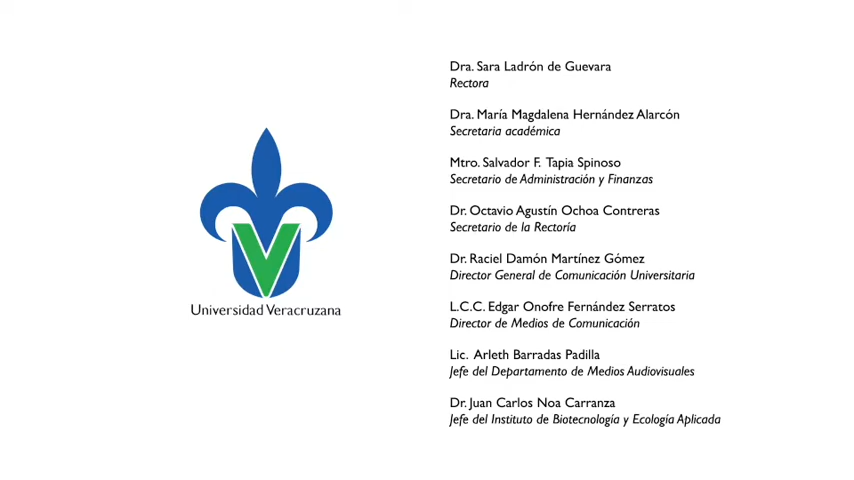 Universidad Veracruzana
Dra. Sara Ladrón de Guevara
Rectora
Dra. María Magdalena Hernández Alarcón
Secretaria académica
Mtro. Salvador F. Tapia Spinoso
Secretario de Administración y Finanzas
Dr. Octavio Agustín Ochoa Contreras
Secretario de la Rectoría
Dr. Raciel Damón Martínez Gómez
Director General de Comunicación Universitaria
L.C.C. Edgar Onofre Fernández Serratos
Director de Medios de Comunicación
Lic. Arleth Barradas Padilla
Jefe del Departamento de Medios Audiovisuales
Dr. Juan Carlos Noa Carranza
Jefe del Instituto de Biotecnología y Ecología Aplicada